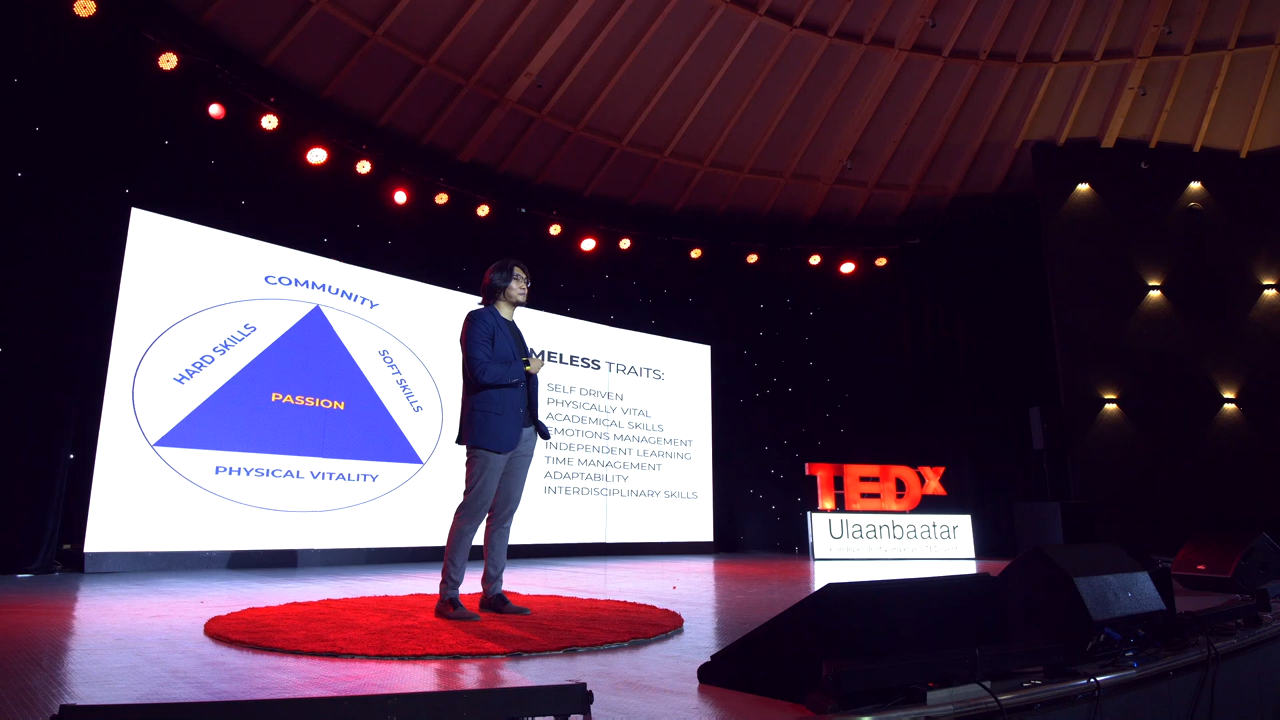 COMMUNITY
HARD SKILLS
SOFT SKILLS
PASSION
PHYSICAL VITALITY
MELESS TRAITS:
SELF DRIVEN
PHYSICALLY VITAL
ACADEMICAL SKILLS
EMOTIONS MANAGEMENT
INDEPENDENT LEARNING
TIME MANAGEMENT
ADAPTABILITY
INTERDISCIPLINARY SKILLS
TEDx
Ulaanbaatar